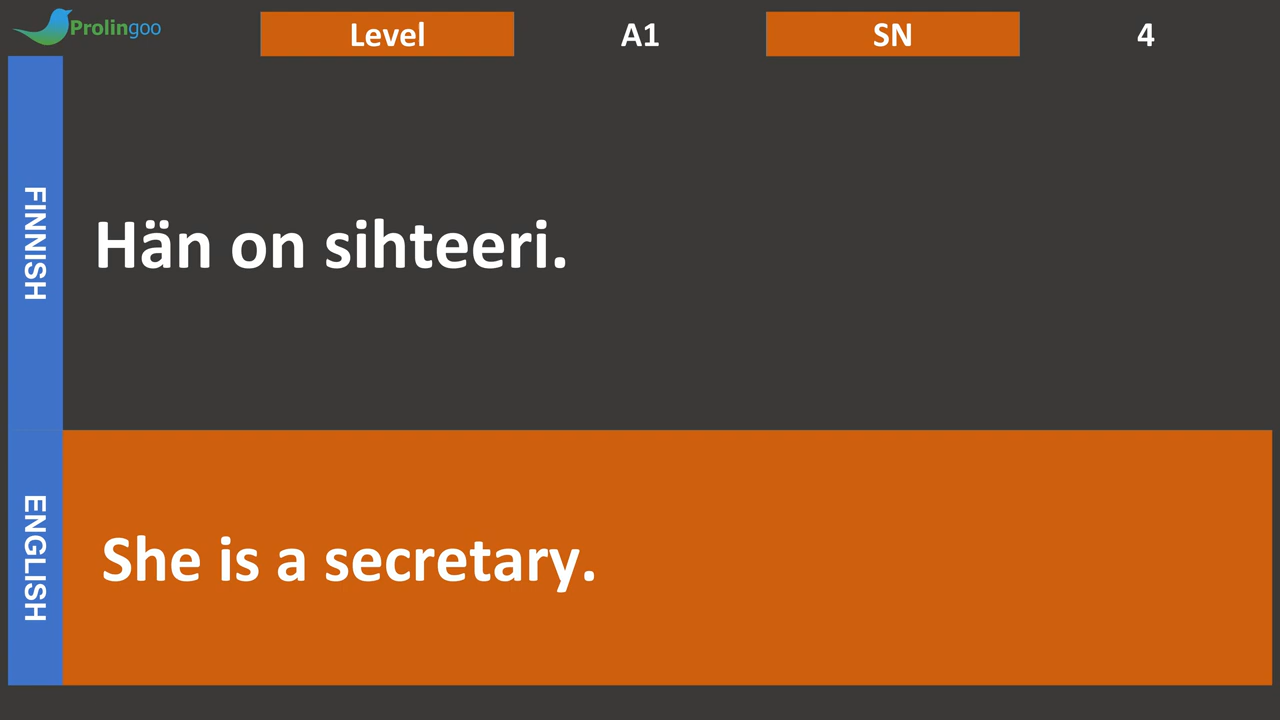 Prolingoo
Level A1 SN 4
FINNISH
Hän on sihteeri.
ENGLISH
She is a secretary.